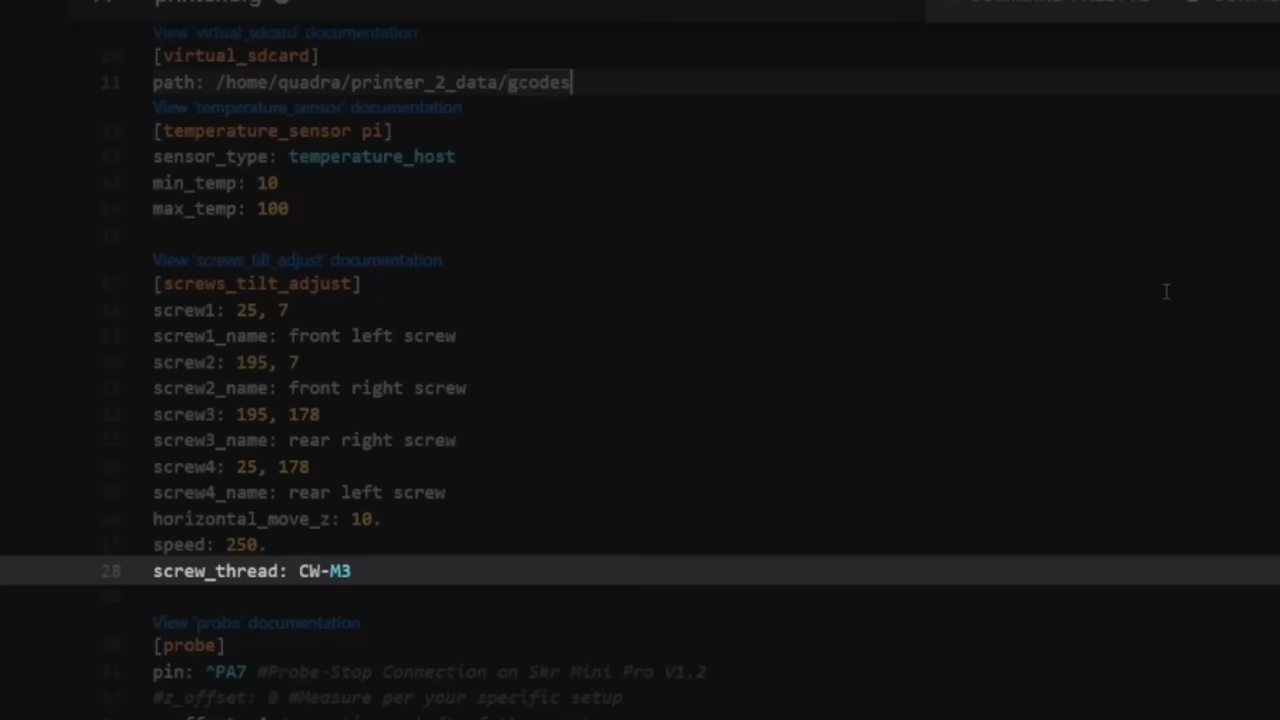 View 'virtual_sdcard' documentation
[virtual_sdcard]
11 path: /home/quadra/printer_2_data/gcodes
View 'temperature_sensor' documentation
[temperature_sensor pi]
sensor_type: temperature_host
min_temp: 10
max_temp: 100
View 'screws_tilt_adjust' documentation
[screws_tilt_adjust]
screw1: 25, 7
screw1_name: front left screw
screw2: 195, 7
screw2_name: front right screw
screw3: 195, 178
screw3_name: rear right screw
screw4: 25, 178
screw4_name: rear left screw
horizontal_move_z: 10.
speed: 250.
28 screw_thread: CW-M3
View 'probe' documentation
[probe]
pin: ^PA7 #Probe-Stop Connection on Skr Mini Pro V1.2
#z_offset: 0 #Measure per your specific setup